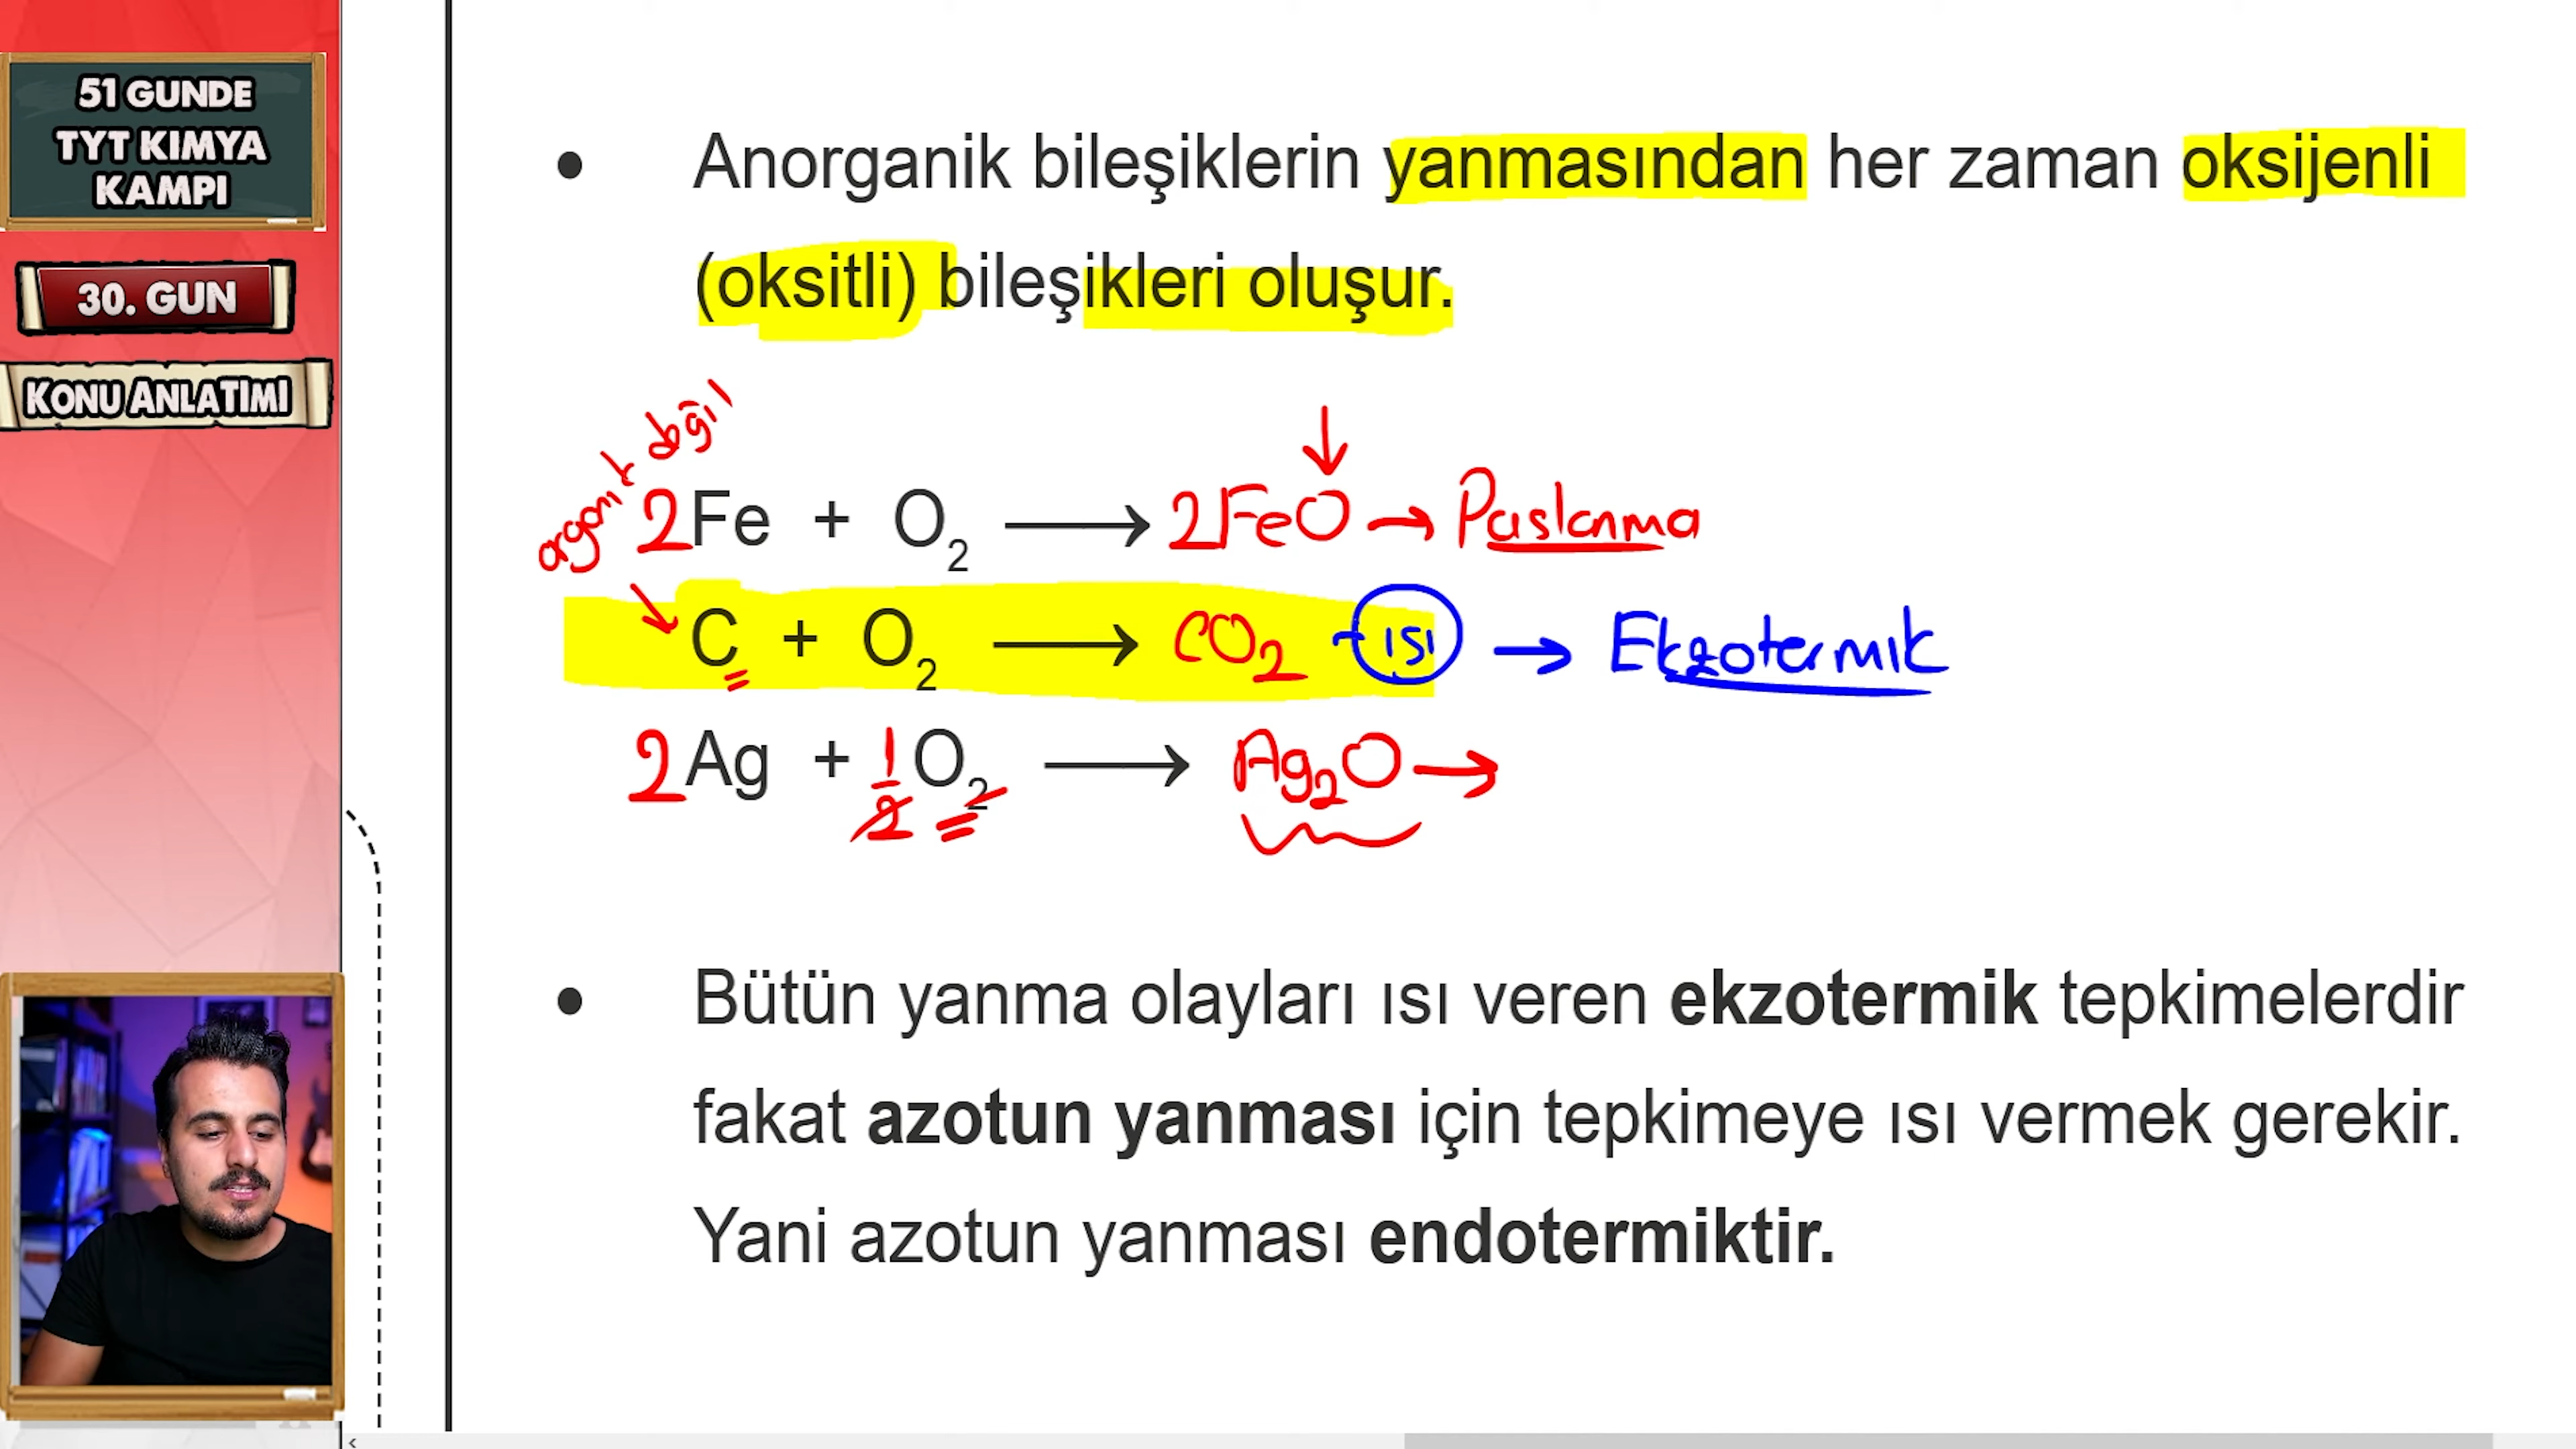 51 GUNDE
TYT KIMYA
KAMPI
30. GUN
KONU ANLATIMI
• Anorganik bileşiklerin yanmasından her zaman oksijenli
(oksitli) bileşikleri oluşur.
organik değil
2Fe + O₂ ⟶ 2FeO → Paslanma
C + O₂ ⟶ CO₂ + ısı → Ekzotermik
2Ag + 1/2 O₂ ⟶ Ag₂O →
• Bütün yanma olayları ısı veren ekzotermik tepkimelerdir
fakat azotun yanması için tepkimeye ısı vermek gerekir.
Yani azotun yanması endotermiktir.